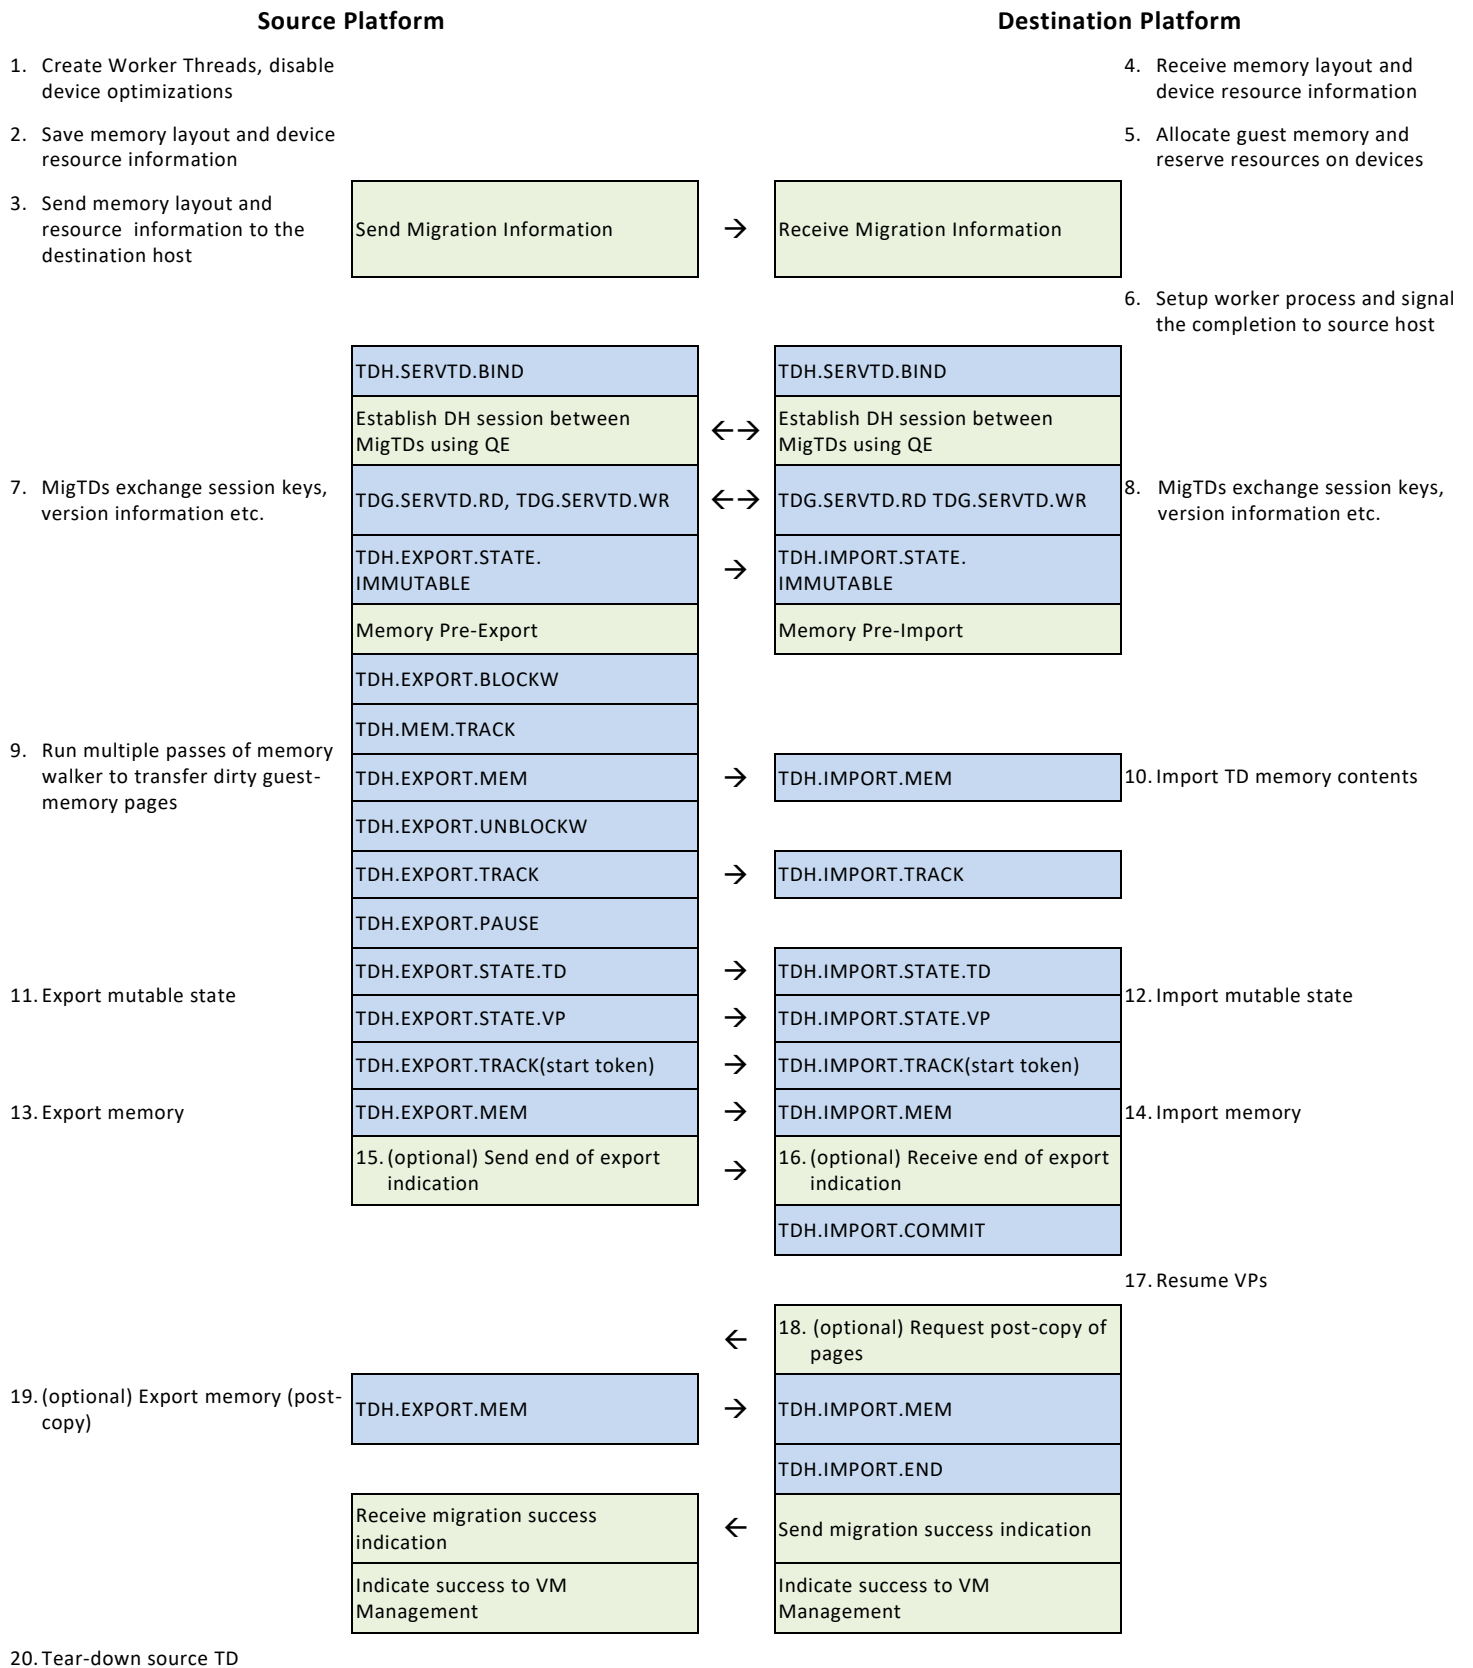 Source Platform
Destination Platform
1. Create Worker Threads, disable
device optimizations
4. Receive memory layout and
device resource information
2. Save memory layout and device
resource information
5. Allocate guest memory and
reserve resources on devices
3. Send memory layout and
resource information to the
destination host
Send Migration Information
→
Receive Migration Information
6. Setup worker process and signal
the completion to source host
TDH.SERVTD.BIND
TDH.SERVTD.BIND
Establish DH session between
MigTDs using QE
←→
Establish DH session between
MigTDs using QE
7. MigTDs exchange session keys,
version information etc.
TDG.SERVTD.RD, TDG.SERVTD.WR
←→
TDG.SERVTD.RD TDG.SERVTD.WR
8. MigTDs exchange session keys,
version information etc.
TDH.EXPORT.STATE.
IMMUTABLE
→
TDH.IMPORT.STATE.
IMMUTABLE
Memory Pre-Export
Memory Pre-Import
TDH.EXPORT.BLOCKW
TDH.MEM.TRACK
9. Run multiple passes of memory
walker to transfer dirty guest-
memory pages
TDH.EXPORT.MEM
→
TDH.IMPORT.MEM
10. Import TD memory contents
TDH.EXPORT.UNBLOCKW
TDH.EXPORT.TRACK
→
TDH.IMPORT.TRACK
TDH.EXPORT.PAUSE
11. Export mutable state
TDH.EXPORT.STATE.TD
→
TDH.IMPORT.STATE.TD
12. Import mutable state
TDH.EXPORT.STATE.VP
→
TDH.IMPORT.STATE.VP
TDH.EXPORT.TRACK(start token)
→
TDH.IMPORT.TRACK(start token)
13. Export memory
TDH.EXPORT.MEM
→
TDH.IMPORT.MEM
14. Import memory
15. (optional) Send end of export
indication
→
16. (optional) Receive end of export
indication
TDH.IMPORT.COMMIT
17. Resume VPs
←
18. (optional) Request post-copy of
pages
19. (optional) Export memory (post-
copy)
TDH.EXPORT.MEM
→
TDH.IMPORT.MEM
TDH.IMPORT.END
Receive migration success
indication
←
Send migration success indication
Indicate success to VM
Management
Indicate success to VM
Management
20. Tear-down source TD